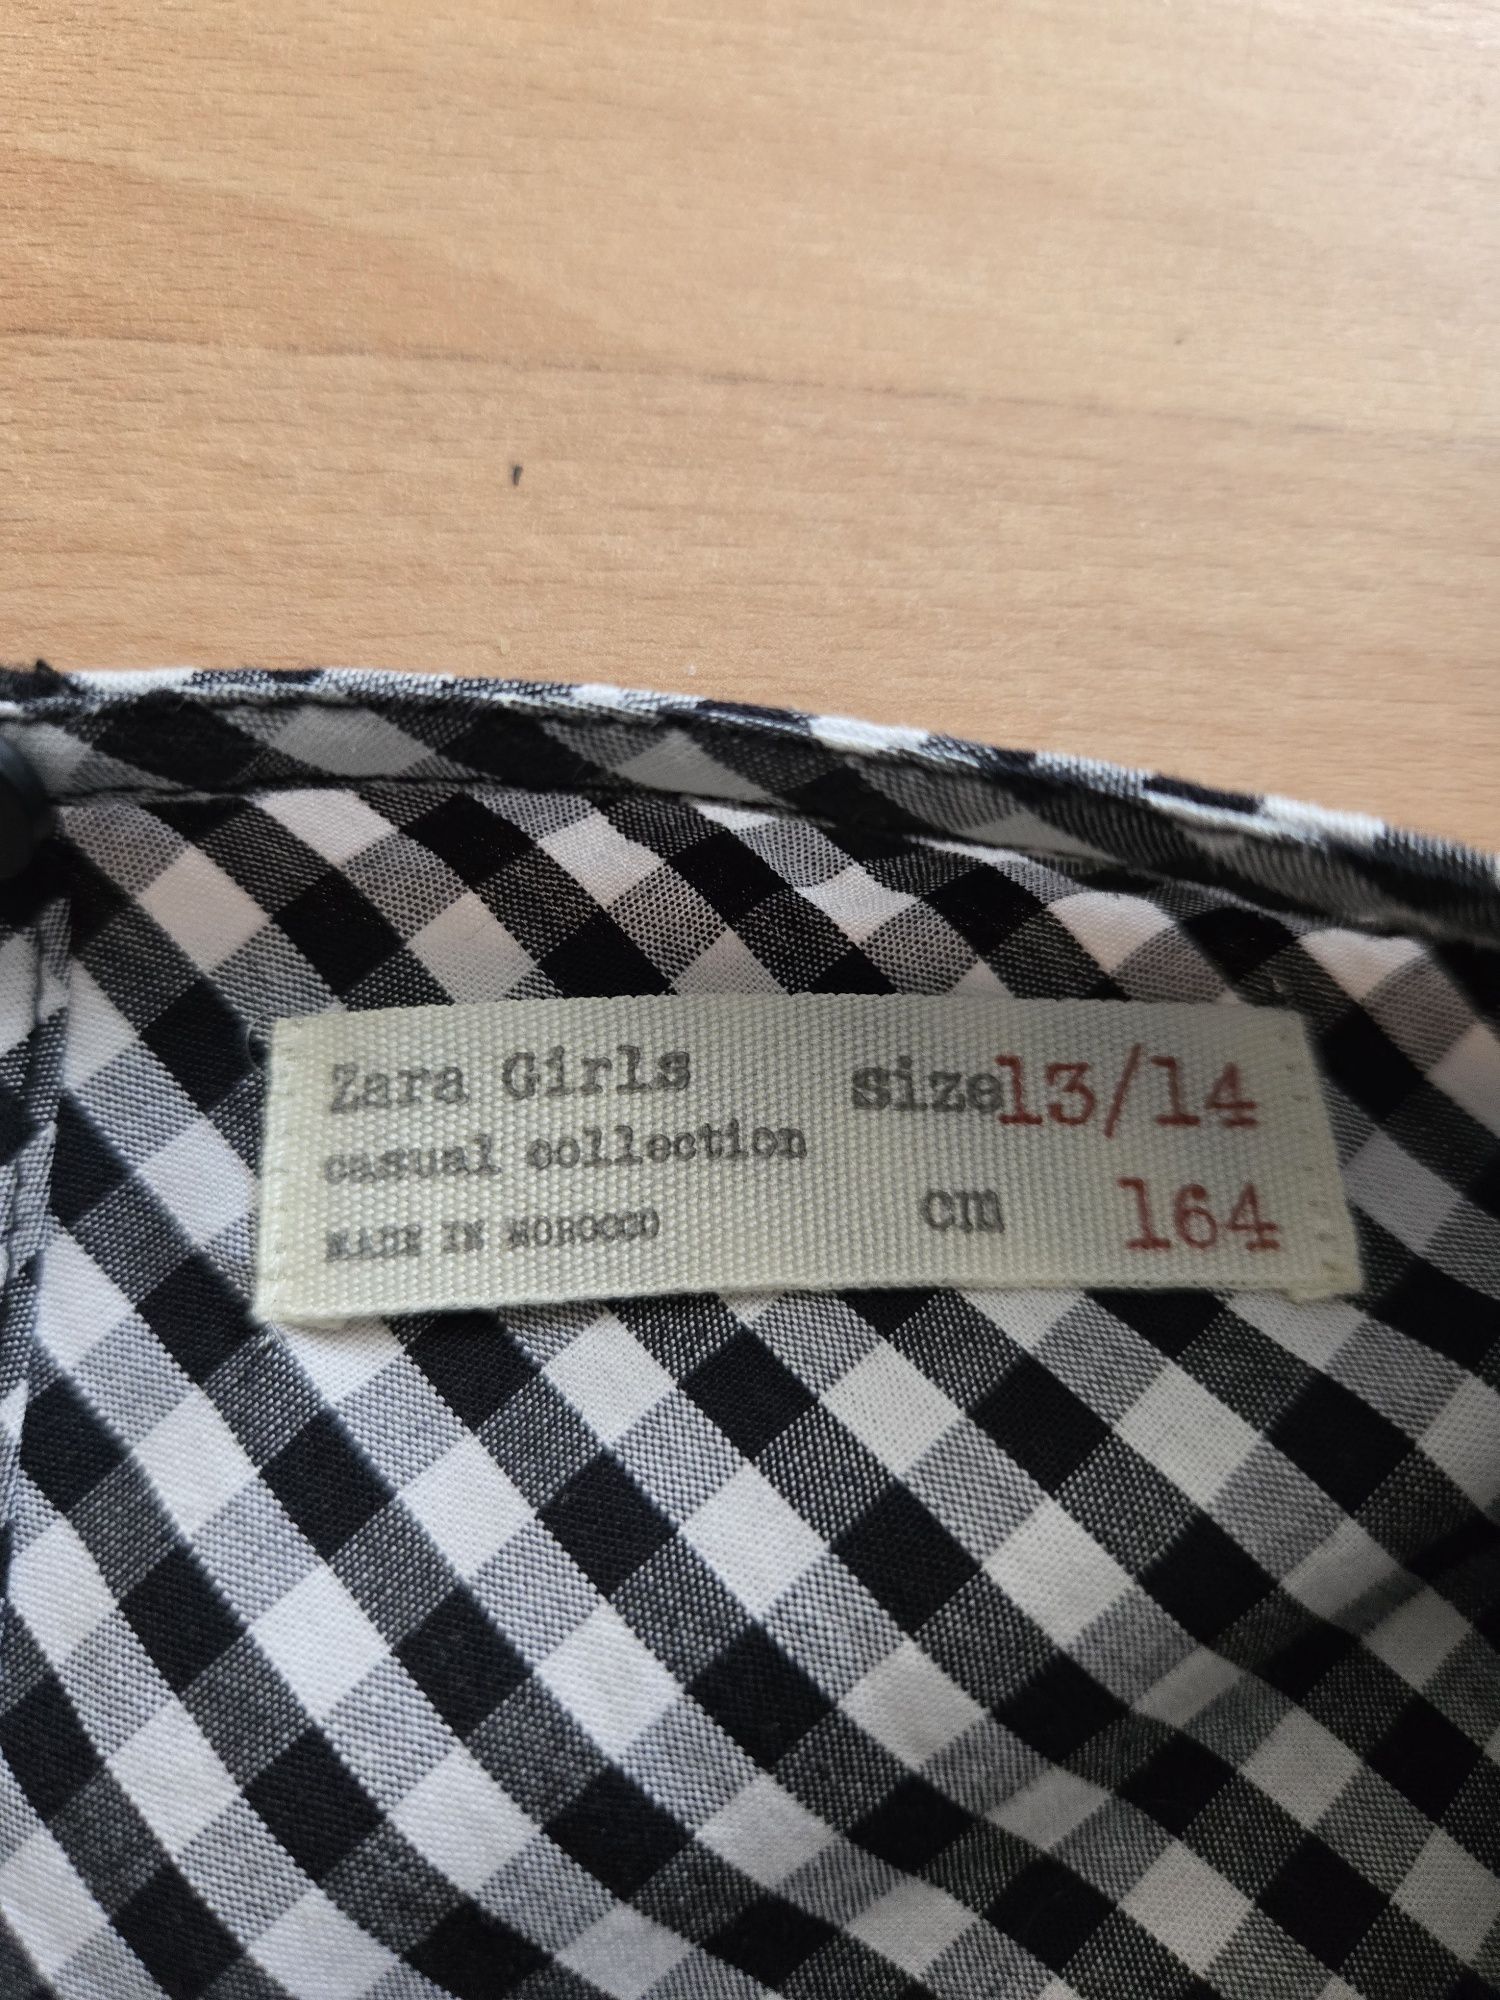 Zara Girls size 13/14
casual collection
cm 164
MADE IN MOROCCO